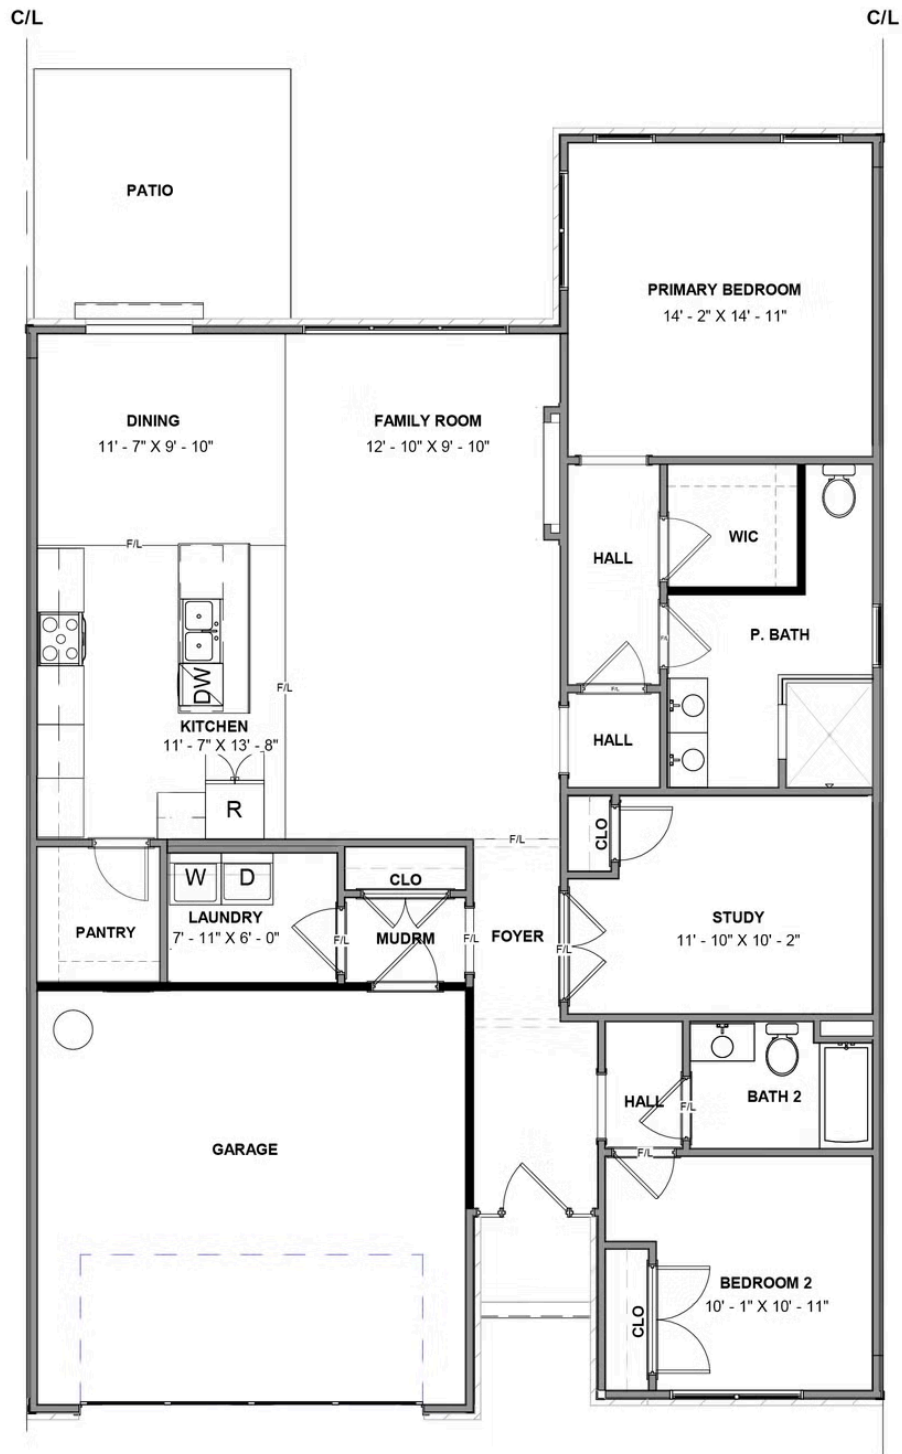 C/L
C/L
PATIO
PRIMARY BEDROOM
14' - 2" X 14' - 11"
DINING
11' - 7" X 9' - 10"
FAMILY ROOM
12' - 10" X 9' - 10"
F/L
HALL
WIC
F/L
P. BATH
DW
F/L
F/L
KITCHEN
11' - 7" X 13' - 8"
HALL
R
F/L
CLO
W
D
CLO
LAUNDRY
7' - 11" X 6' - 0"
PANTRY
F/L
MUDRM
F/L
FOYER
F/L
STUDY
11' - 10" X 10' - 2"
HALL
F/L
BATH 2
F/L
GARAGE
BEDROOM 2
10' - 1" X 10' - 11"
CLO